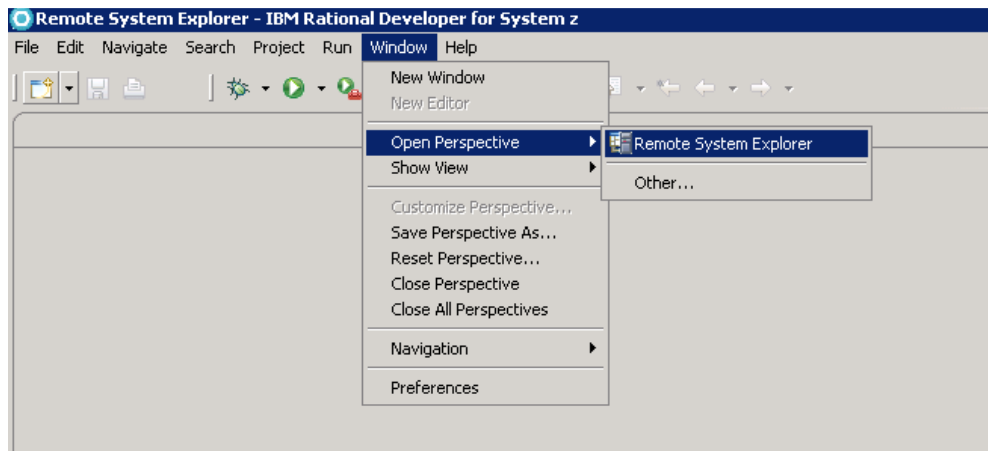 Remote System Explorer - IBM Rational Developer for System z
File Edit Navigate Search Project Run Window Help
New Window
New Editor
Open Perspective
Remote System Explorer
Show View
Other...
Customize Perspective...
Save Perspective As...
Reset Perspective...
Close Perspective
Close All Perspectives
Navigation
Preferences